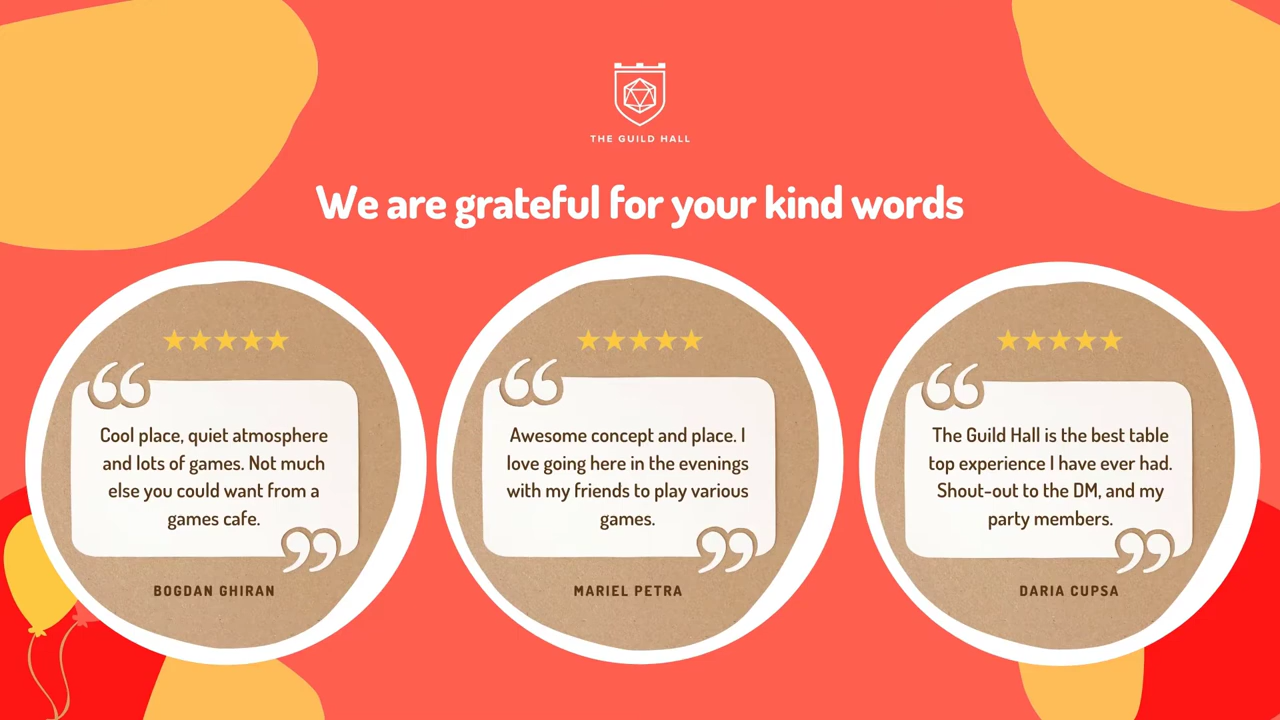 THE GUILD HALL
We are grateful for your kind words
Cool place, quiet atmosphere
and lots of games. Not much
else you could want from a
games cafe.
BOGDAN GHIRAN
Awesome concept and place. I
love going here in the evenings
with my friends to play various
games.
MARIEL PETRA
The Guild Hall is the best table
top experience I have ever had.
Shout-out to the DM, and my
party members.
DARIA CUPSA